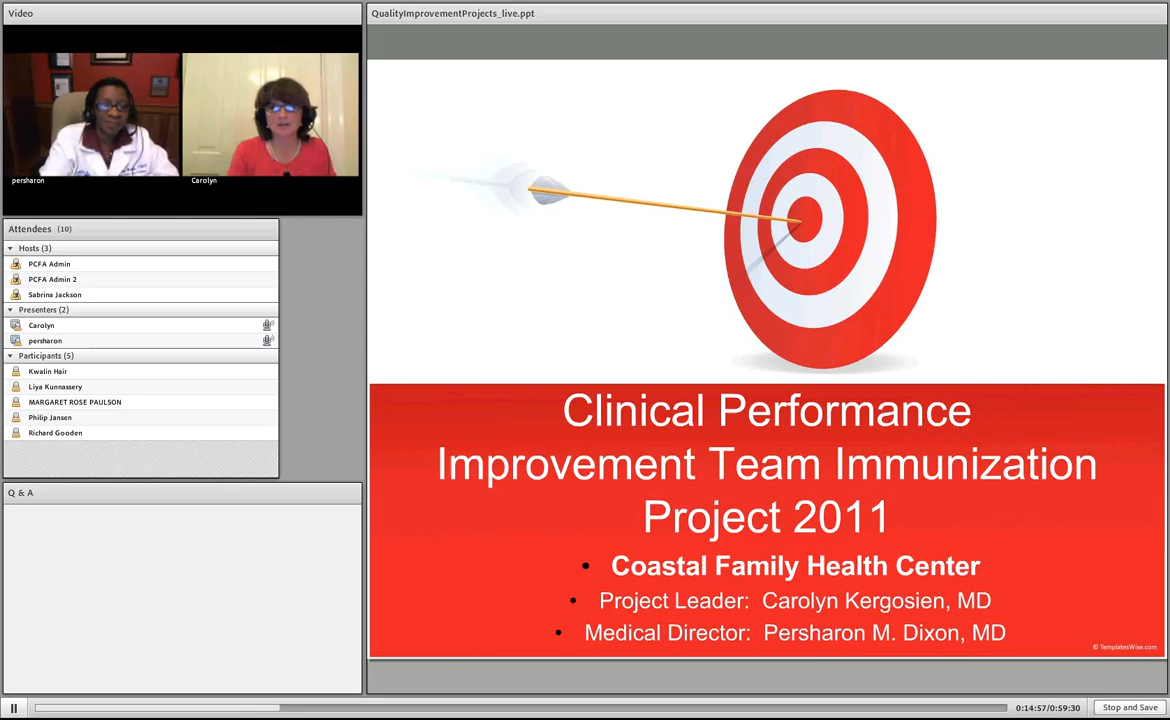 Video
QualityImprovementProjects_live.ppt
persharon
Carolyn
Attendees (10)
Hosts (3)
PCFA Admin
PCFA Admin 2
Sabrina Jackson
Presenters (2)
Carolyn
persharon
Participants (5)
Kwalin Hair
Liya Kunnassery
MARGARET ROSE PAULSON
Philip Jansen
Richard Gooden
Q & A
Clinical Performance
Improvement Team Immunization
Project 2011
• Coastal Family Health Center
• Project Leader: Carolyn Kergosien, MD
• Medical Director: Persharon M. Dixon, MD
© TemplatesWise.com
0:14:57/0:59:30
Stop and Save